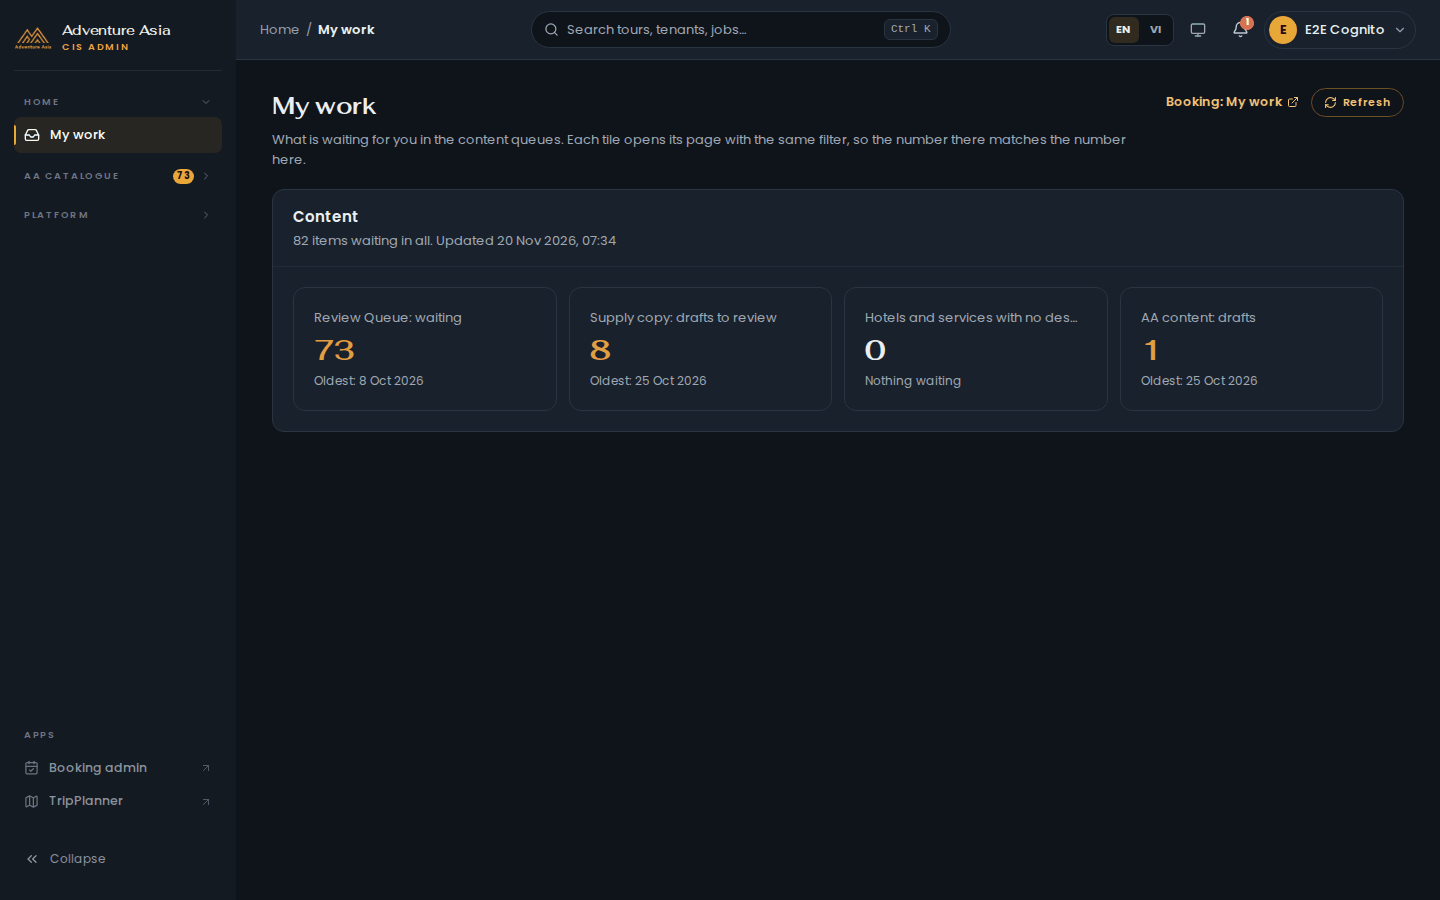 Adventure Asia
CIS ADMIN
Adventure Asia
HOME
My work
AA CATALOGUE 73
PLATFORM
APPS
Booking admin
TripPlanner
Collapse
Home / My work
Search tours, tenants, jobs... Ctrl K
EN VI
1
E E2E Cognito
My work
Booking: My work
Refresh
What is waiting for you in the content queues. Each tile opens its page with the same filter, so the number there matches the number
here.
Content
82 items waiting in all. Updated 20 Nov 2026, 07:34
Review Queue: waiting
73
Oldest: 8 Oct 2026
Supply copy: drafts to review
8
Oldest: 25 Oct 2026
Hotels and services with no des...
0
Nothing waiting
AA content: drafts
1
Oldest: 25 Oct 2026